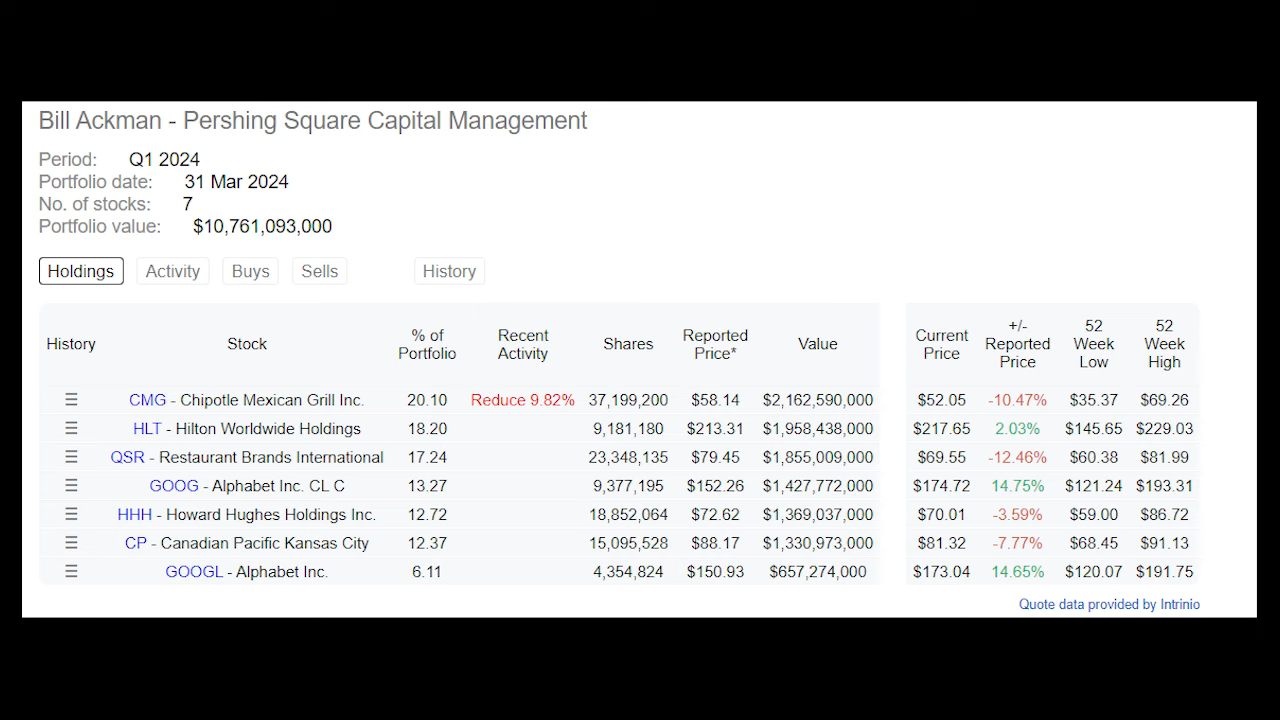 Bill Ackman - Pershing Square Capital Management
Period: Q1 2024
Portfolio date: 31 Mar 2024
No. of stocks: 7
Portfolio value: $10,761,093,000
Holdings Activity Buys Sells History
History Stock % of Portfolio Recent Activity Shares Reported Price* Value Current Price +/- Reported Price 52 Week Low 52 Week High
☰ CMG - Chipotle Mexican Grill Inc. 20.10 Reduce 9.82% 37,199,200 $58.14 $2,162,590,000 $52.05 -10.47% $35.37 $69.26
☰ HLT - Hilton Worldwide Holdings 18.20 9,181,180 $213.31 $1,958,438,000 $217.65 2.03% $145.65 $229.03
☰ QSR - Restaurant Brands International 17.24 23,348,135 $79.45 $1,855,009,000 $69.55 -12.46% $60.38 $81.99
☰ GOOG - Alphabet Inc. CL C 13.27 9,377,195 $152.26 $1,427,772,000 $174.72 14.75% $121.24 $193.31
☰ HHH - Howard Hughes Holdings Inc. 12.72 18,852,064 $72.62 $1,369,037,000 $70.01 -3.59% $59.00 $86.72
☰ CP - Canadian Pacific Kansas City 12.37 15,095,528 $88.17 $1,330,973,000 $81.32 -7.77% $68.45 $91.13
☰ GOOGL - Alphabet Inc. 6.11 4,354,824 $150.93 $657,274,000 $173.04 14.65% $120.07 $191.75
Quote data provided by Intrinio